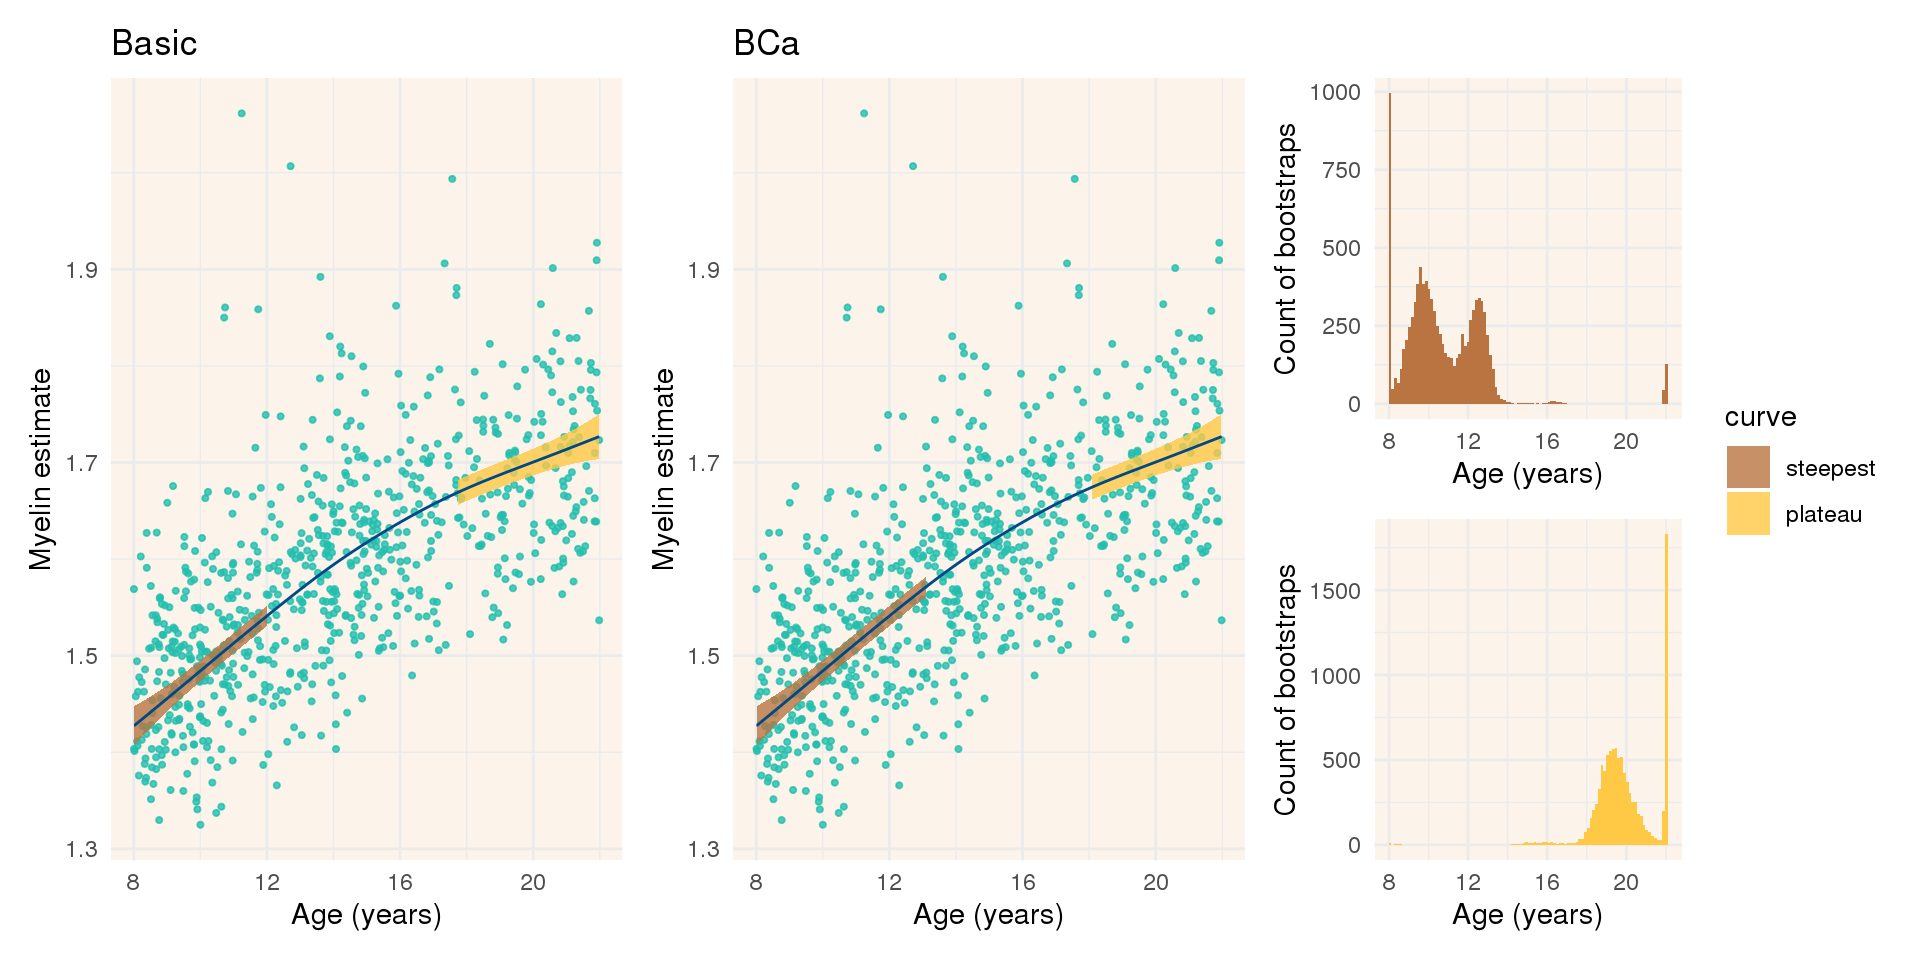 Basic
Myelin estimate
1.9
1.7
1.5
1.3
8 12 16 20
Age (years)
BCa
Myelin estimate
1.9
1.7
1.5
1.3
8 12 16 20
Age (years)
Count of bootstraps
1000
750
500
250
0
8 12 16 20
Age (years)
Count of bootstraps
1500
1000
500
0
8 12 16 20
Age (years)
curve
steepest
plateau